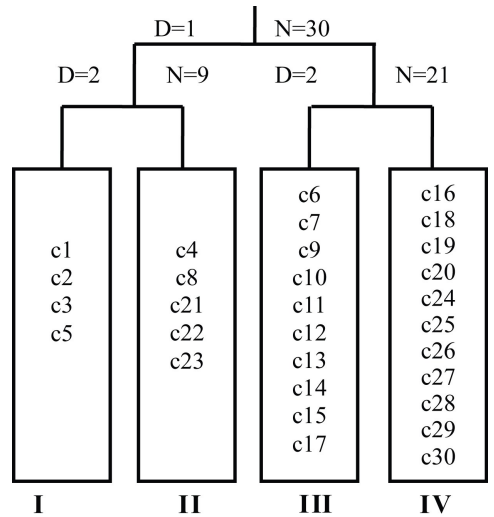 D=1 N=30
D=2 N=9 D=2 N=21
c1
c2
c3
c5
c4
c8
c21
c22
c23
c6
c7
c9
c10
c11
c12
c13
c14
c15
c17
c16
c18
c19
c20
c24
c25
c26
c27
c28
c29
c30
I II III IV